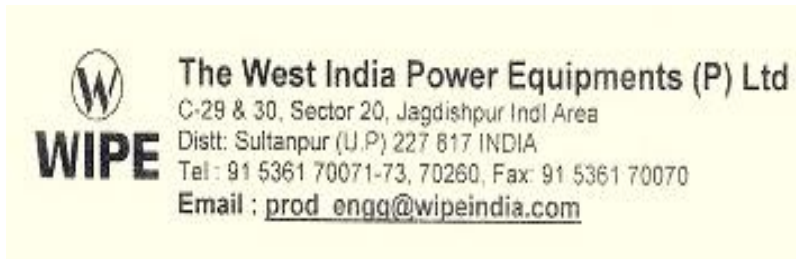 W
WIPE
The West India Power Equipments (P) Ltd
C-29 & 30, Sector 20, Jagdishpur Indl Area
Distt: Sultanpur (U.P) 227 817 INDIA
Tel : 91 5361 70071-73, 70260, Fax: 91 5361 70070
Email : prod_engg@wipeindia.com